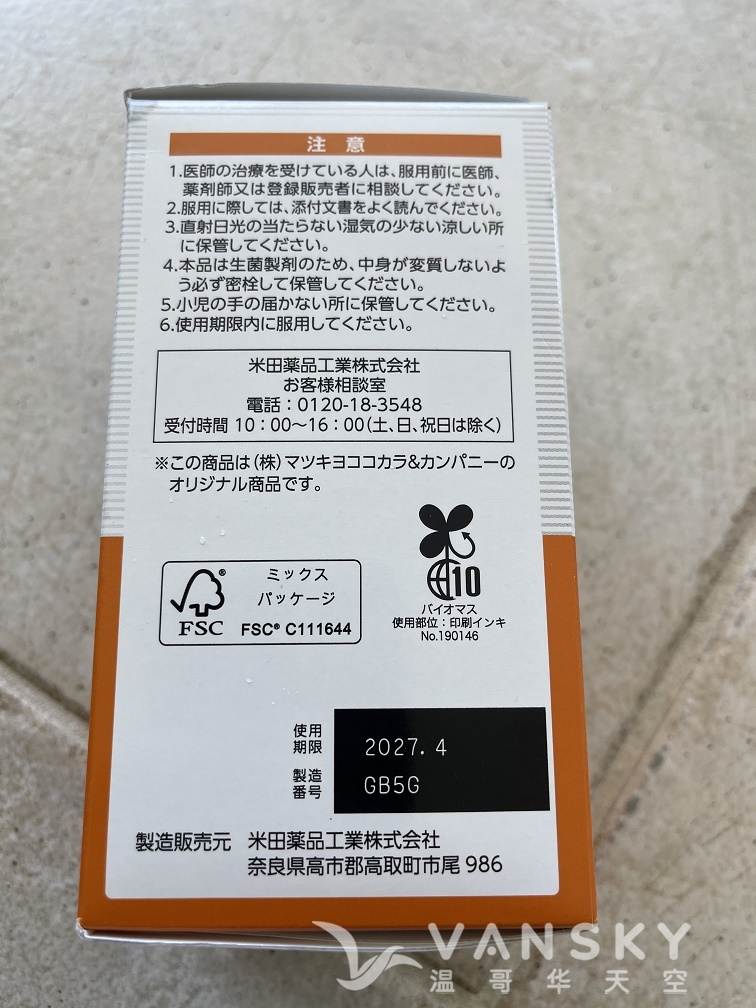 注意
1.医師の治療を受けている人は、服用前に医師、
薬剤師又は登録販売者に相談してください。
2.服用に際しては、添付文書をよく読んでください。
3.直射日光の当たらない湿気の少ない涼しい所
に保管してください。
4.本品は生菌製剤のため、中身が変質しないよ
う必ず密栓して保管してください。
5.小児の手の届かない所に保管してください。
6.使用期限内に服用してください。
米田薬品工業株式会社
お客様相談室
電話：0120-18-3548
受付時間 10：00～16：00（土、日、祝日は除く）
※この商品は（株）マツキヨココカラ&カンパニーの
オリジナル商品です。
FSC®
ミックス
パッケージ
FSC® C111644
10
バイオマス
使用部位：印刷インキ
No.190146
使用
期限
2027. 4
製造
番号
GB5G
製造販売元 米田薬品工業株式会社
奈良県高市郡高取町市尾 986
VANSKY
温哥华天空